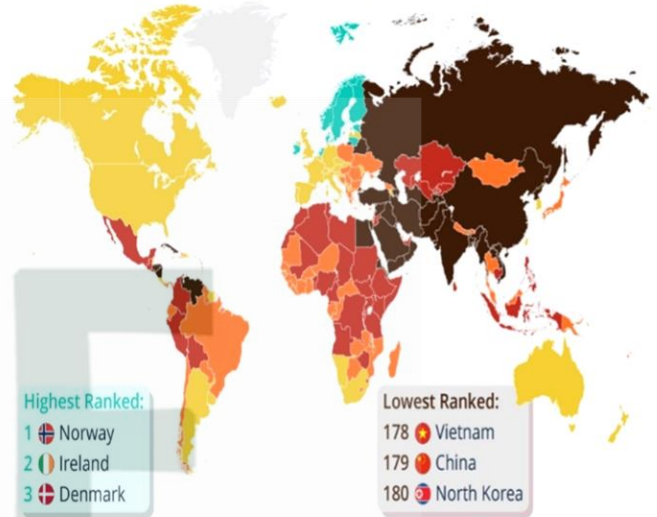 Highest Ranked:
1 Norway
2 Ireland
3 Denmark
Lowest Ranked:
178 Vietnam
179 China
180 North Korea